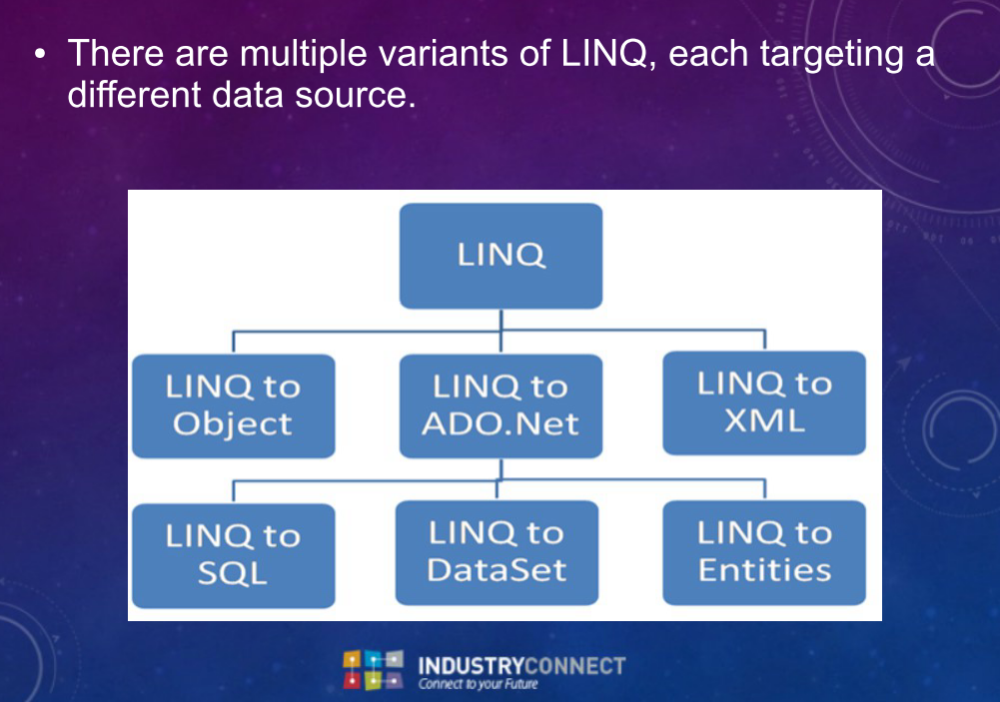 • There are multiple variants of LINQ, each targeting a
different data source.
LINQ
LINQ to
Object
LINQ to
ADO.Net
LINQ to
XML
LINQ to
SQL
LINQ to
DataSet
LINQ to
Entities
INDUSTRYCONNECT
Connect to your Future